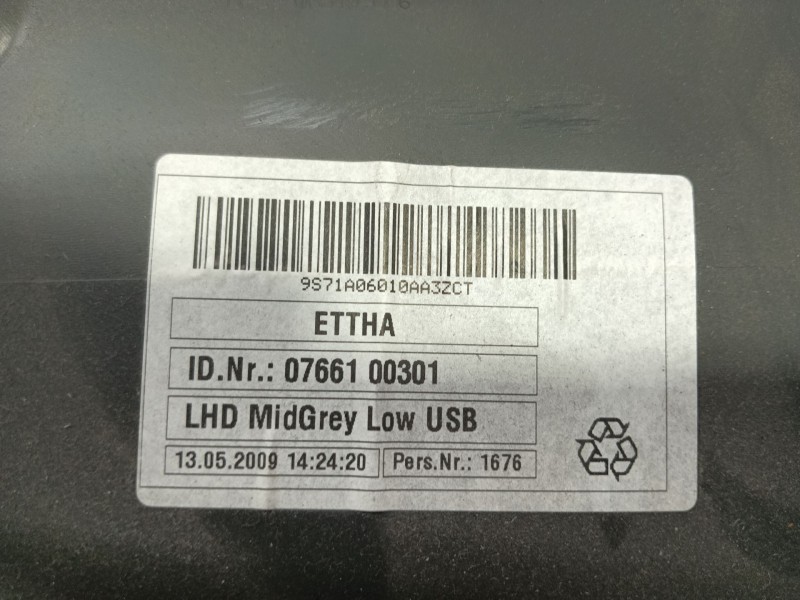 9S71A06010AA3ZCT
ETTHA
ID.Nr.: 07661 00301
LHD MidGrey Low USB
13.05.2009 14:24:20 Pers.Nr.: 1676